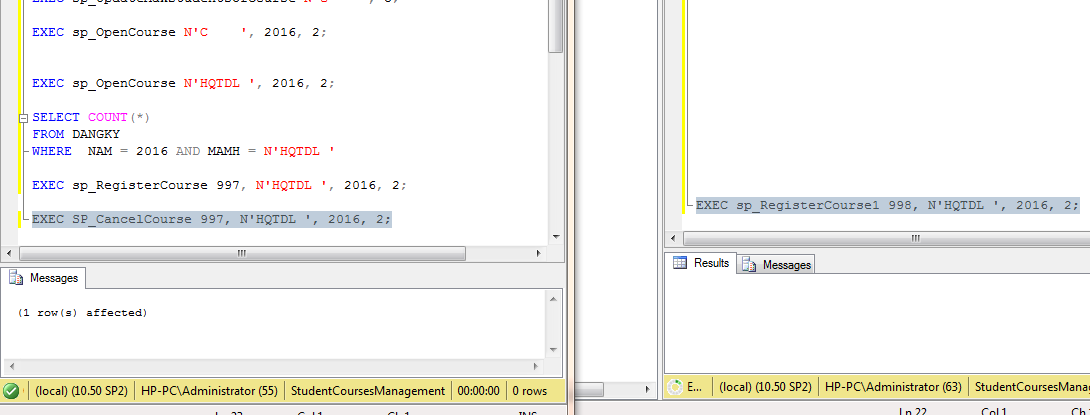 EXEC sp_OpenCourse N'C    ', 2016, 2;
EXEC sp_OpenCourse N'HQTDL ', 2016, 2;
SELECT COUNT(*)
FROM DANGKY
WHERE  NAM = 2016 AND MAMH = N'HQTDL '
EXEC sp_RegisterCourse 997, N'HQTDL ', 2016, 2;
EXEC SP_CancelCourse 997, N'HQTDL ', 2016, 2;
Messages
(1 row(s) affected)
(local) (10.50 SP2) HP-PC\Administrator (55) StudentCoursesManagement 00:00:00 0 rows
EXEC sp_RegisterCourse1 998, N'HQTDL ', 2016, 2;
Results Messages
E... (local) (10.50 SP2) HP-PC\Administrator (63) StudentCoursesManag
Ln 22 Col 1 Ch